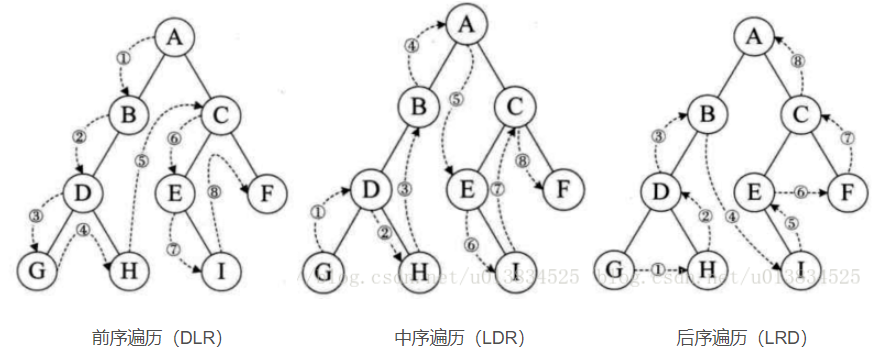 A
①
B
C
②
⑤
⑥
D
E
⑧
F
③
④
⑦
G
H
I
A
④
B
⑤
C
⑧
D
③
E
⑦
F
①
②
⑥
G
H
I
A
⑧
B
C
③
⑦
D
E
⑥
F
②
④
⑤
G
①
H
I
//blog.csdn.net/u013834525
blog.csdn.net/u013834525
前序遍历（DLR）
中序遍历（LDR）
后序遍历（LRD）